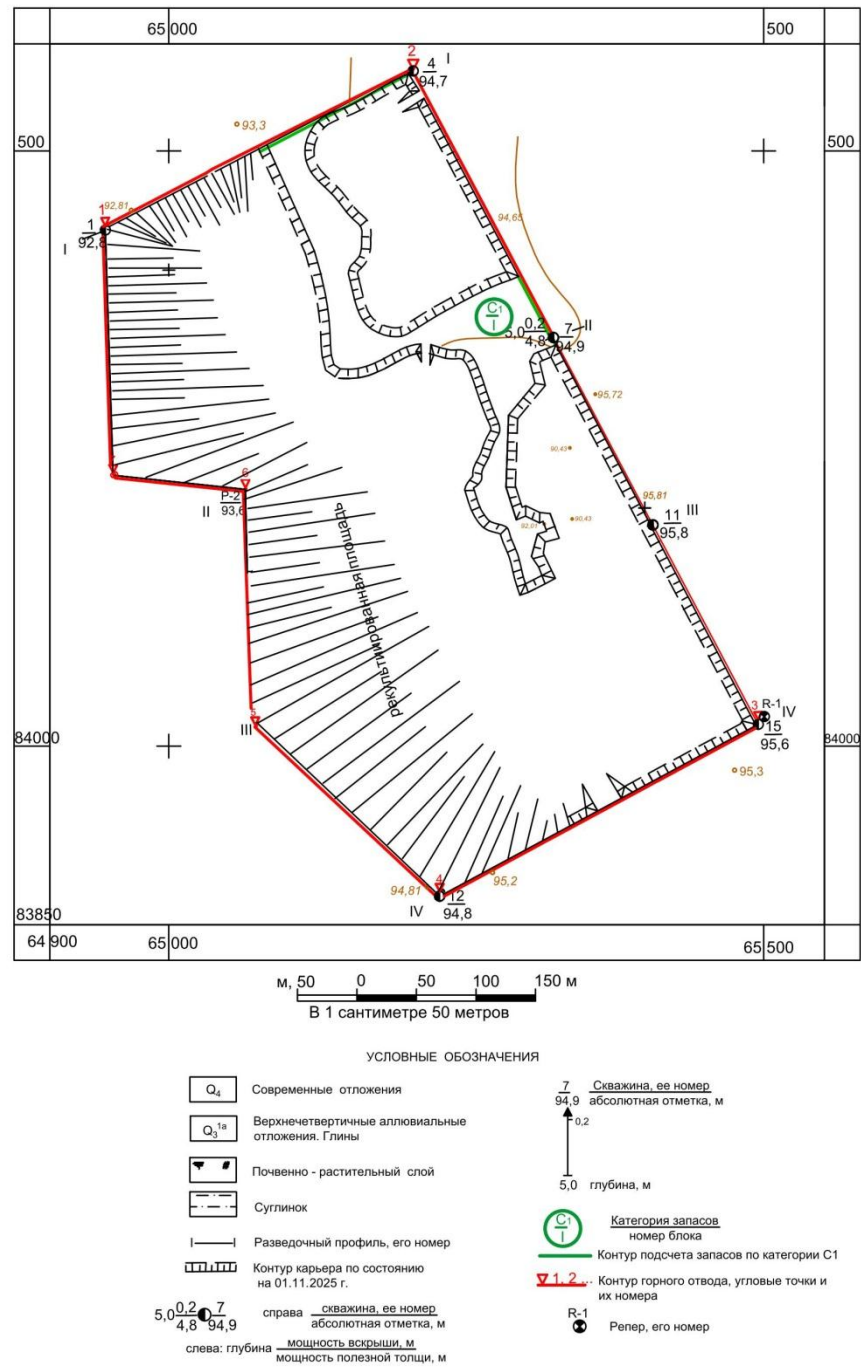 65 000
500
2
I
4
94,7
93,3
500
500
92,81
1
1
92,8
I
94,65
C₁
I
5,0 0,2
4,8
7
94,9
II
95,72
90,43
6
P-2
93,6
II
95,81
III
92,01
90,43
11
95,8
рекультивированная площадь
3
R-1
IV
15
95,6
5
III
84000
84000
95,3
95,2
94,81
4
12
94,8
IV
83850
64 900
65 000
65 500
м, 50 0 50 100 150 м
В 1 сантиметре 50 метров
УСЛОВНЫЕ ОБОЗНАЧЕНИЯ
Q₄ Современные отложения
Q₃¹ᵃ Верхнечетвертичные аллювиальные
отложения. Глины
Почвенно - растительный слой
Суглинок
I I Разведочный профиль, его номер
Контур карьера по состоянию
на 01.11.2025 г.
5,0 0,2 7
4,8 94,9
справа скважина, ее номер
абсолютная отметка, м
слева: глубина мощность вскрыши, м
мощность полезной толщи, м
7 Скважина, ее номер
94,9 абсолютная отметка, м
0,2
5,0 глубина, м
C₁
I
Категория запасов
номер блока
Контур подсчета запасов по категории С1
1, 2 ... Контур горного отвода, угловые точки и
их номера
R-1
Репер, его номер